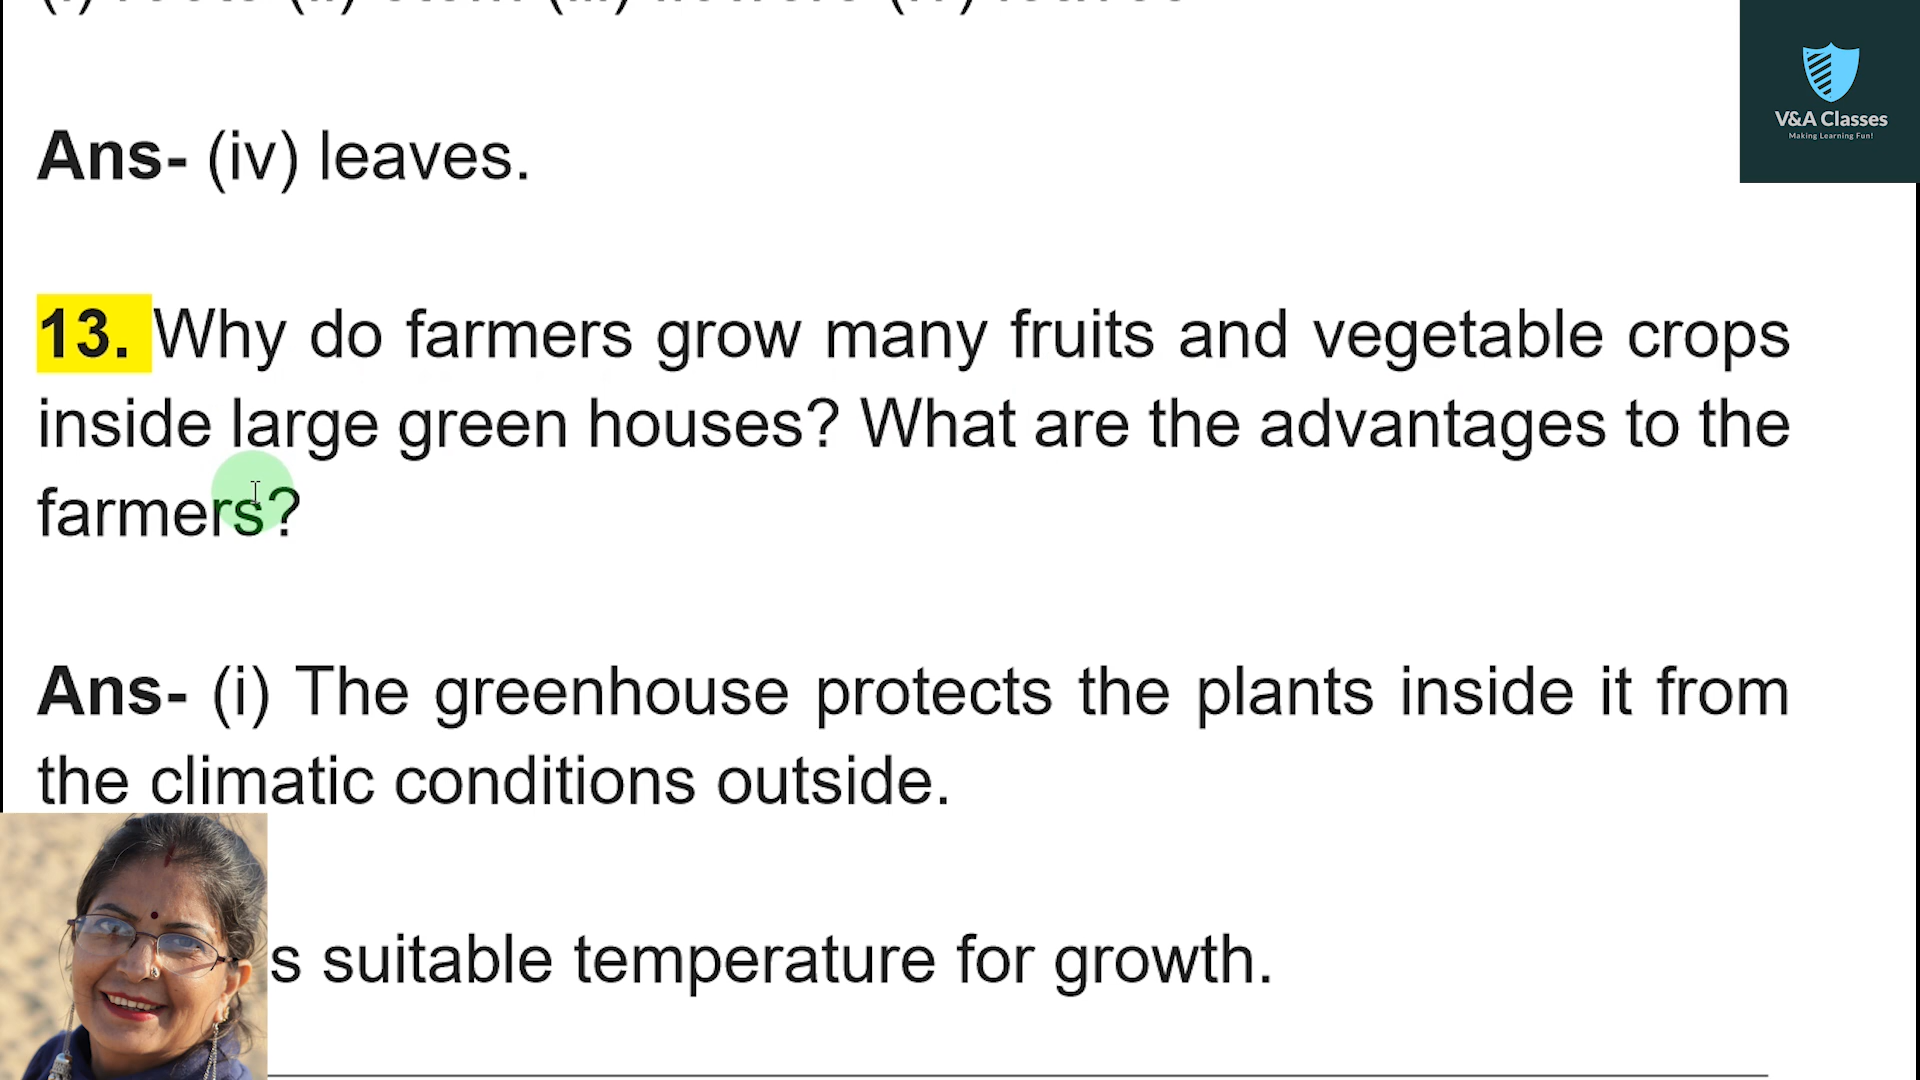 V&A Classes
Making Learning Fun!
Ans- (iv) leaves.
13. Why do farmers grow many fruits and vegetable crops
inside large green houses? What are the advantages to the
farmers?
Ans- (i) The greenhouse protects the plants inside it from
the climatic conditions outside.
s suitable temperature for growth.